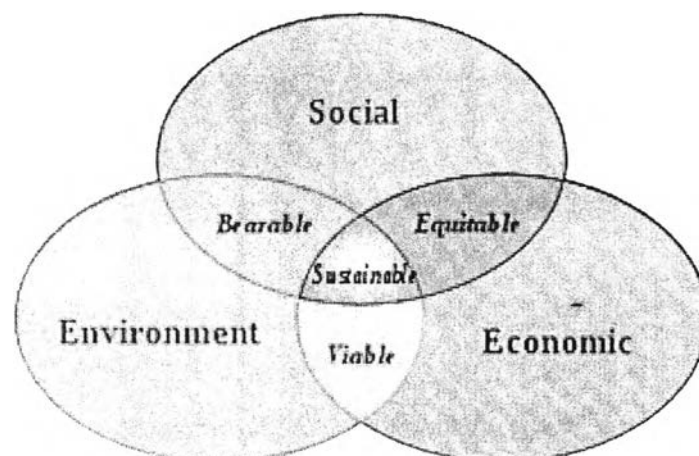 Social
Bearable
Equitable
Sustainable
Environment
Viable
Economic